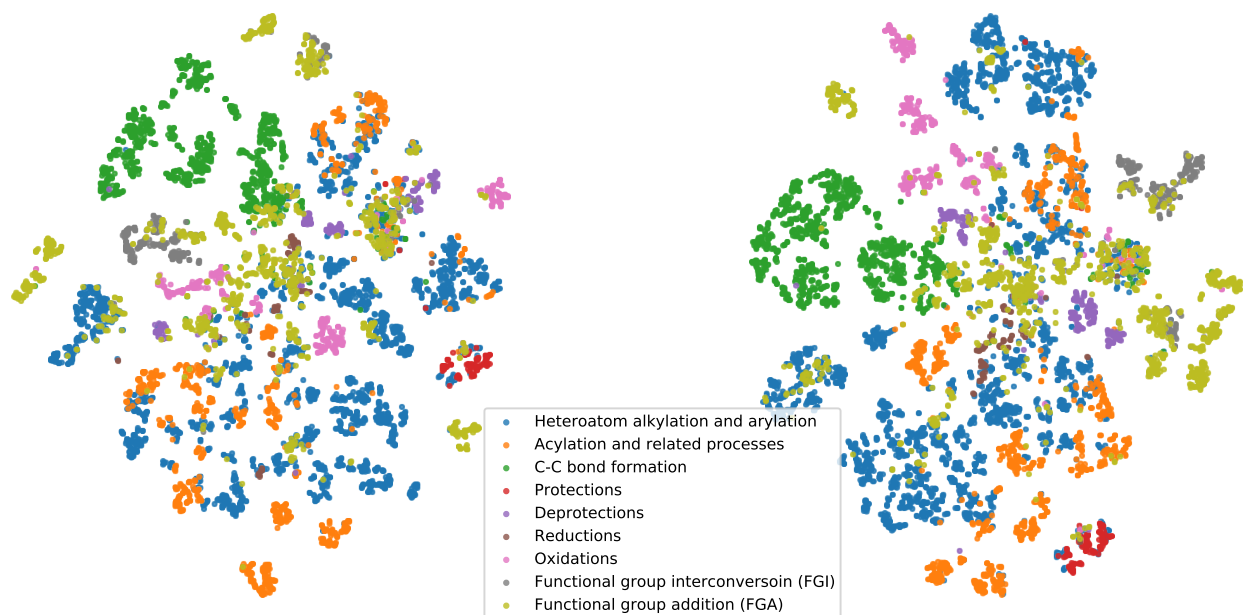 Heteroatom alkylation and arylation
Acylation and related processes
C-C bond formation
Protections
Deprotections
Reductions
Oxidations
Functional group interconversoin (FGI)
Functional group addition (FGA)